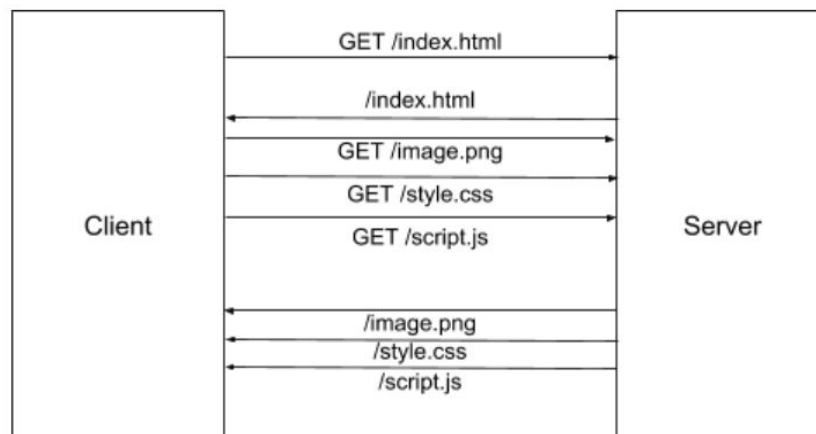 GET /index.html
/index.html
GET /image.png
GET /style.css
Client
Server
GET /script.js
/image.png
/style.css
/script.js